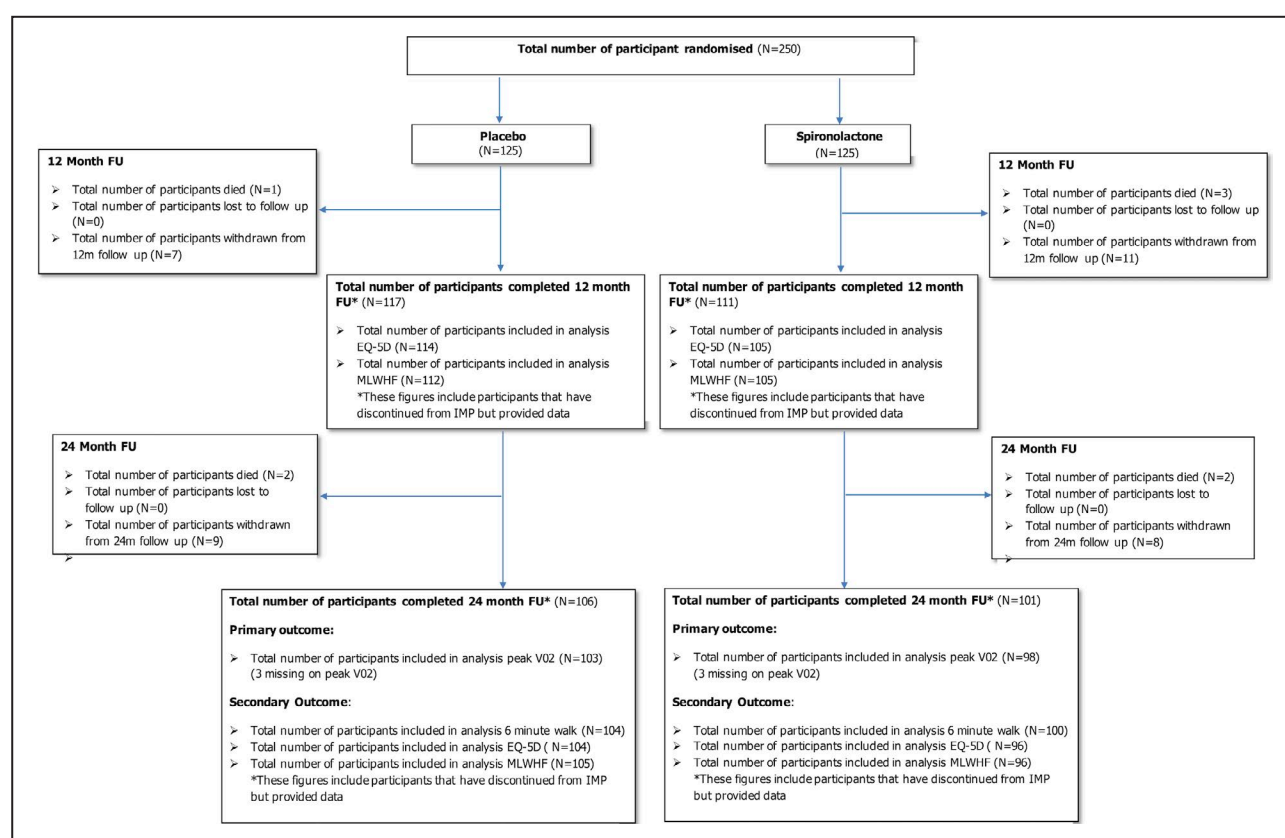 Total number of participant randomised (N=250)
Placebo
(N=125)
Spironolactone
(N=125)
12 Month FU
➢ Total number of participants died (N=1)
➢ Total number of participants lost to follow up
(N=0)
➢ Total number of participants withdrawn from
12m follow up (N=7)
12 Month FU
➢ Total number of participants died (N=3)
➢ Total number of participants lost to follow up
(N=0)
➢ Total number of participants withdrawn from
12m follow up (N=11)
Total number of participants completed 12 month
FU* (N=117)
➢ Total number of participants included in analysis
EQ-5D (N=114)
➢ Total number of participants included in analysis
MLWHF (N=112)
*These figures include participants that have
discontinued from IMP but provided data
Total number of participants completed 12 month
FU* (N=111)
➢ Total number of participants included in analysis
EQ-5D (N=105)
➢ Total number of participants included in analysis
MLWHF (N=105)
*These figures include participants that have
discontinued from IMP but provided data
24 Month FU
➢ Total number of participants died (N=2)
➢ Total number of participants lost to
follow up (N=0)
➢ Total number of participants withdrawn
from 24m follow up (N=9)
➢
24 Month FU
➢ Total number of participants died (N=2)
➢ Total number of participants lost to
follow up (N=0)
➢ Total number of participants withdrawn
from 24m follow up (N=8)
➢
Total number of participants completed 24 month FU* (N=106)
Primary outcome:
➢ Total number of participants included in analysis peak V02 (N=103)
(3 missing on peak V02)
Secondary Outcome:
➢ Total number of participants included in analysis 6 minute walk (N=104)
➢ Total number of participants included in analysis EQ-5D ( N=104)
➢ Total number of participants included in analysis MLWHF (N=105)
*These figures include participants that have discontinued from IMP
but provided data
Total number of participants completed 24 month FU* (N=101)
Primary outcome:
➢ Total number of participants included in analysis peak V02 (N=98)
(3 missing on peak V02)
Secondary Outcome:
➢ Total number of participants included in analysis 6 minute walk (N=100)
➢ Total number of participants included in analysis EQ-5D ( N=96)
➢ Total number of participants included in analysis MLWHF (N=96)
*These figures include participants that have discontinued from IMP
but provided data